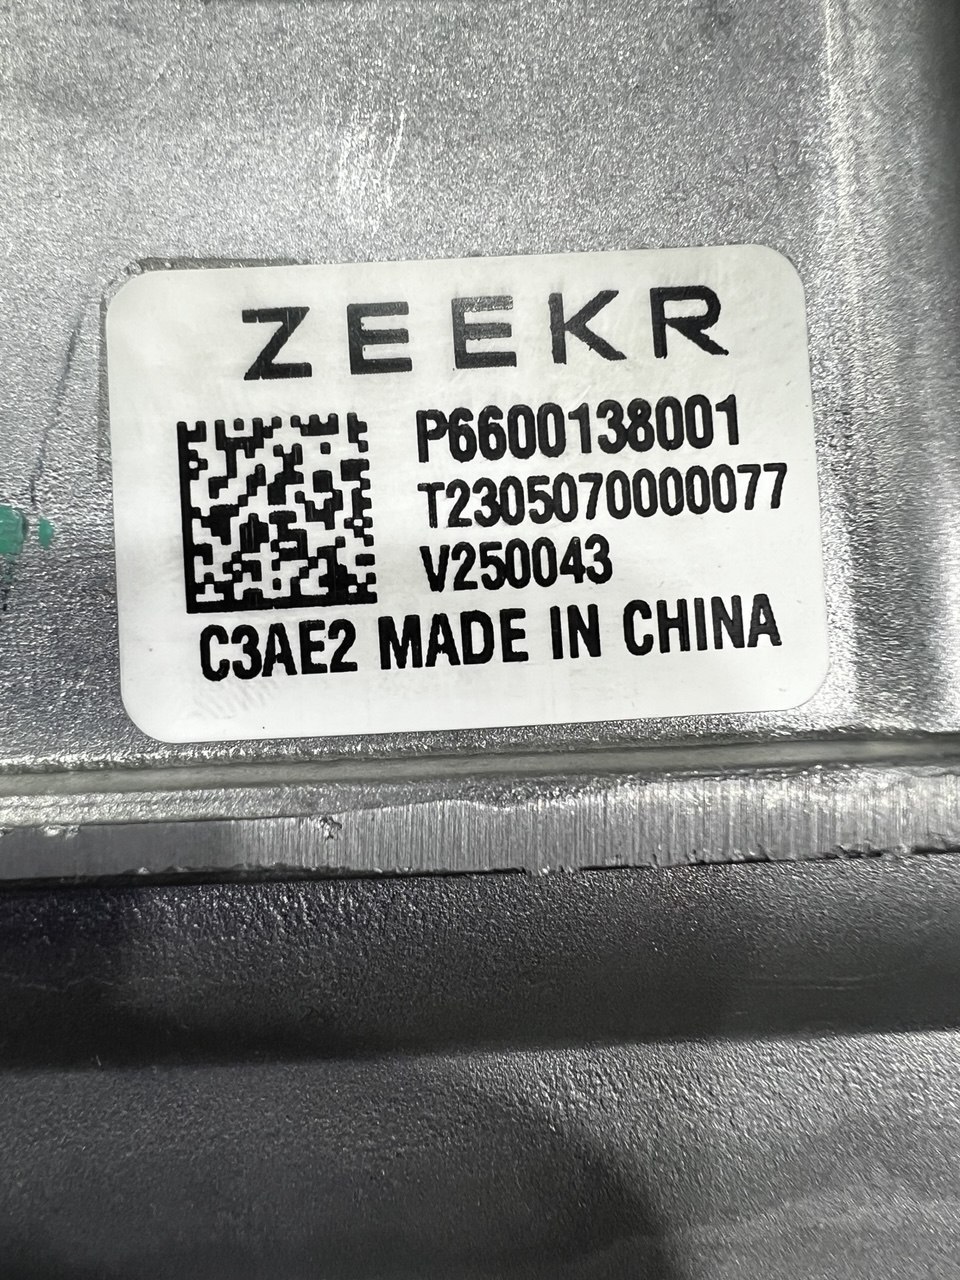 ZEEKR
P6600138001
T2305070000077
V250043
C3AE2 MADE IN CHINA